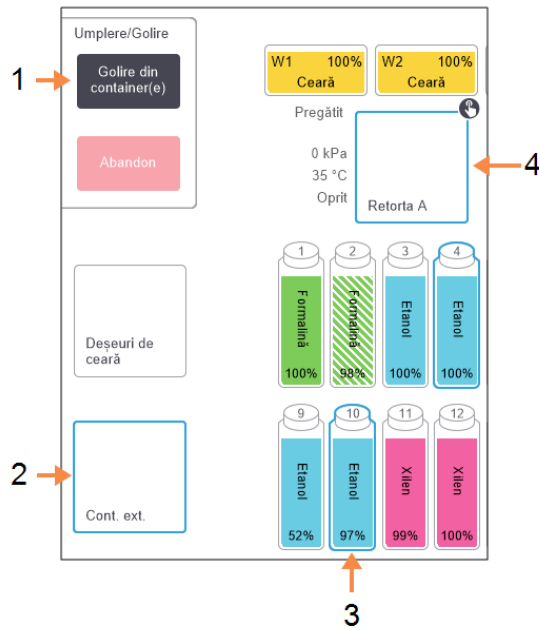 Umplere/Golire
1
Golire din
container(e)
Abandon
W1 100%
Ceară
W2 100%
Ceară
Pregătit
0 kPa
35 °C
Oprit
Retorta A
4
Deșeuri de
ceară
1
Formalină
100%
2
Formalină
98%
3
Etanol
100%
4
Etanol
100%
2
Cont. ext.
9
Etanol
52%
10
Etanol
97%
11
Xilen
99%
12
Xilen
100%
3